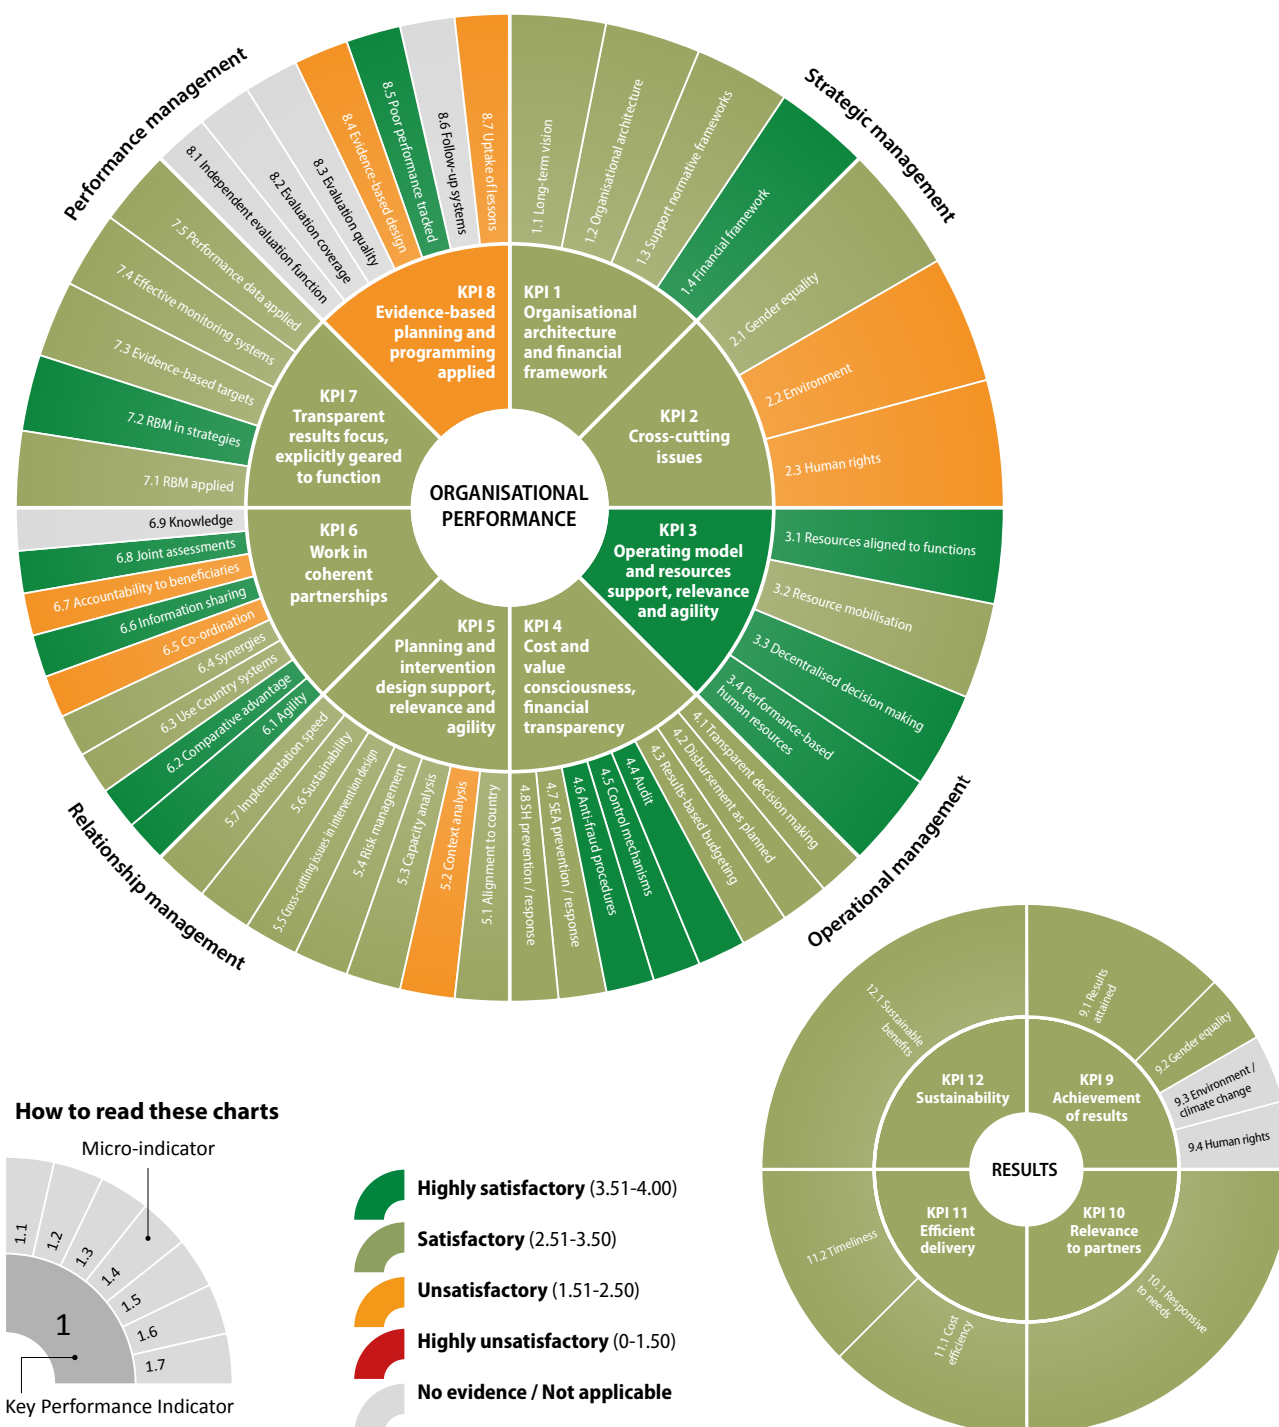 Performance management
Strategic management
Operational management
Relationship management
ORGANISATIONAL
PERFORMANCE
KPI 1
Organisational
architecture
and financial
framework
1.1 Long-term vision
1.2 Organisational architecture
1.3 Support normative frameworks
1.4 Financial framework
KPI 2
Cross-cutting
issues
2.1 Gender equality
2.2 Environment
2.3 Human rights
KPI 3
Operating model
and resources
support, relevance
and agility
3.1 Resources aligned to functions
3.2 Resource mobilisation
3.3 Decentralised decision making
3.4 Performance-based
human resources
KPI 4
Cost and
value
consciousness,
financial
transparency
4.1 Transparent decision making
4.2 Disbursement as planned
4.3 Results-based budgeting
4.4 Audit
4.5 Control mechanisms
4.6 Anti-fraud procedures
4.7 SEA prevention / response
4.8 SH prevention / response
KPI 5
Planning and
intervention
design support,
relevance and
agility
5.1 Alignment to country
5.2 Context analysis
5.3 Capacity analysis
5.4 Risk management
5.5 Cross-cutting issues in intervention design
5.6 Sustainability
5.7 Implementation speed
KPI 6
Work in
coherent
partnerships
6.1 Agility
6.2 Comparative advantage
6.3 Use Country systems
6.4 Synergies
6.5 Co-ordination
6.6 Information sharing
6.7 Accountability to beneficiaries
6.8 Joint assessments
6.9 Knowledge
KPI 7
Transparent
results focus,
explicitly geared
to function
7.1 RBM applied
7.2 RBM in strategies
7.3 Evidence-based targets
7.4 Effective monitoring systems
7.5 Performance data applied
KPI 8
Evidence-based
planning and
programming
applied
8.1 Independent evaluation function
8.2 Evaluation coverage
8.3 Evaluation quality
8.4 Evidence-based design
8.5 Poor performance tracked
8.6 Follow-up systems
8.7 Uptake of lessons
RESULTS
KPI 9
Achievement
of results
9.1 Results
attained
9.2 Gender equality
9.3 Environment /
climate change
9.4 Human rights
KPI 10
Relevance
to partners
10.1 Responsive
to needs
KPI 11
Efficient
delivery
11.1 Cost
efficiency
11.2 Timeliness
KPI 12
Sustainability
12.1 Sustainable
benefits
How to read these charts
Micro-indicator
1.1
1.2
1.3
1.4
1.5
1.6
1.7
1
Key Performance Indicator
Highly satisfactory (3.51-4.00)
Satisfactory (2.51-3.50)
Unsatisfactory (1.51-2.50)
Highly unsatisfactory (0-1.50)
No evidence / Not applicable